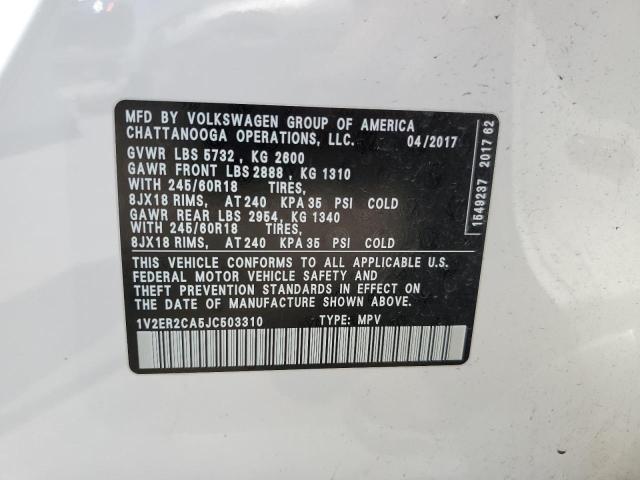 MFD BY VOLKSWAGEN GROUP OF AMERICA
CHATTANOOGA OPERATIONS, LLC. 04/2017
GVWR LBS 5732 , KG 2600
GAWR FRONT LBS 2888 , KG 1310
WITH 245/60R18 TIRES,
8JX18 RIMS, AT 240 KPA 35 PSI COLD
GAWR REAR LBS 2954, KG 1340
WITH 245/60R18 TIRES,
8JX18 RIMS, AT 240 KPA 35 PSI COLD
THIS VEHICLE CONFORMS TO ALL APPLICABLE U.S.
FEDERAL MOTOR VEHICLE SAFETY AND
THEFT PREVENTION STANDARDS IN EFFECT ON
THE DATE OF MANUFACTURE SHOWN ABOVE.
1V2ER2CA5JC503310 TYPE: MPV
1549237 2017 62